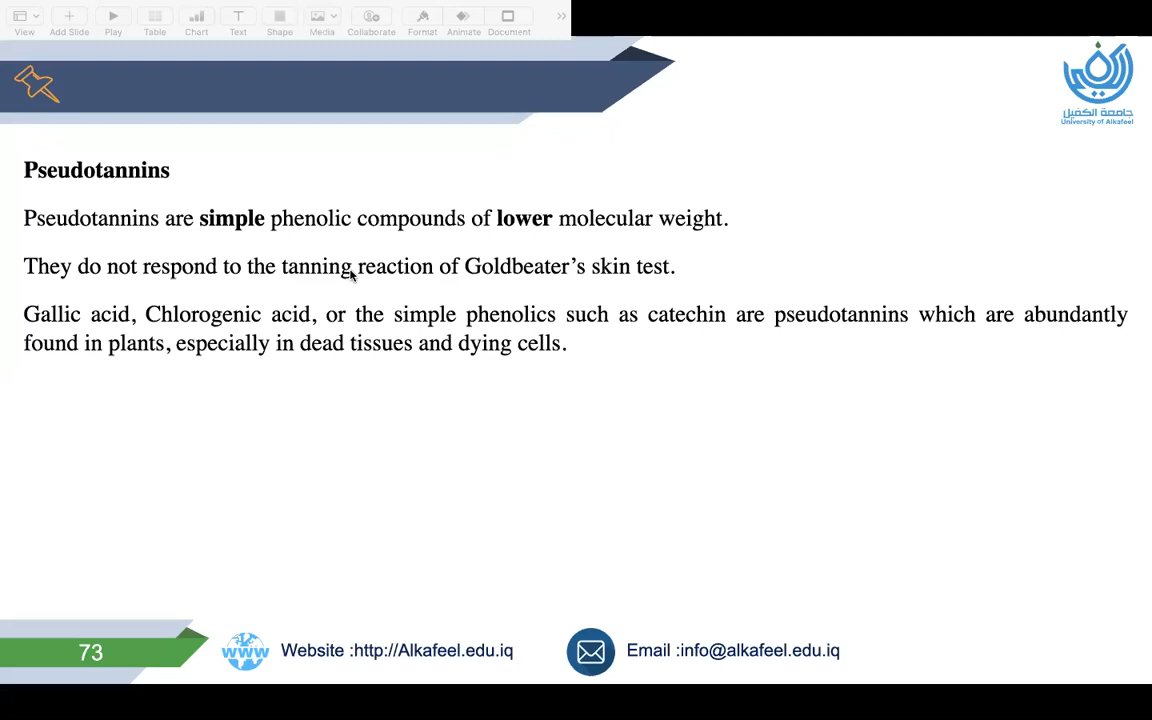 View Add Slide Play Table Chart Text Shape Media Collaborate Format Animate Document
جامعة الكفيل
University of Alkafeel
Pseudotannins
Pseudotannins are simple phenolic compounds of lower molecular weight.
They do not respond to the tanning reaction of Goldbeater’s skin test.
Gallic acid, Chlorogenic acid, or the simple phenolics such as catechin are pseudotannins which are abundantly
found in plants, especially in dead tissues and dying cells.
73 www Website :http://Alkafeel.edu.iq Email :info@alkafeel.edu.iq